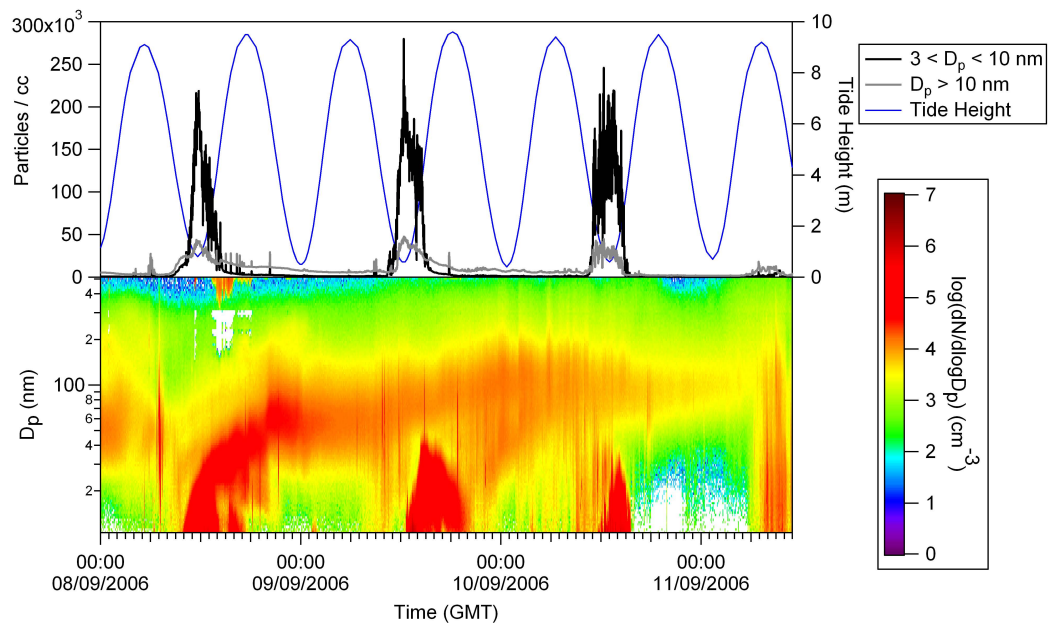 300x10³
250
200
150
100
50
0
Particles / cc
10
8
6
4
2
0
Tide Height (m)
3 < Dₚ < 10 nm
Dₚ > 10 nm
Tide Height
4
2
100
8
6
4
2
Dₚ (nm)
7
6
5
4
3
2
1
0
log(dN/dlogDₚ) (cm⁻³)
00:00 00:00 00:00 00:00
08/09/2006 09/09/2006 10/09/2006 11/09/2006
Time (GMT)